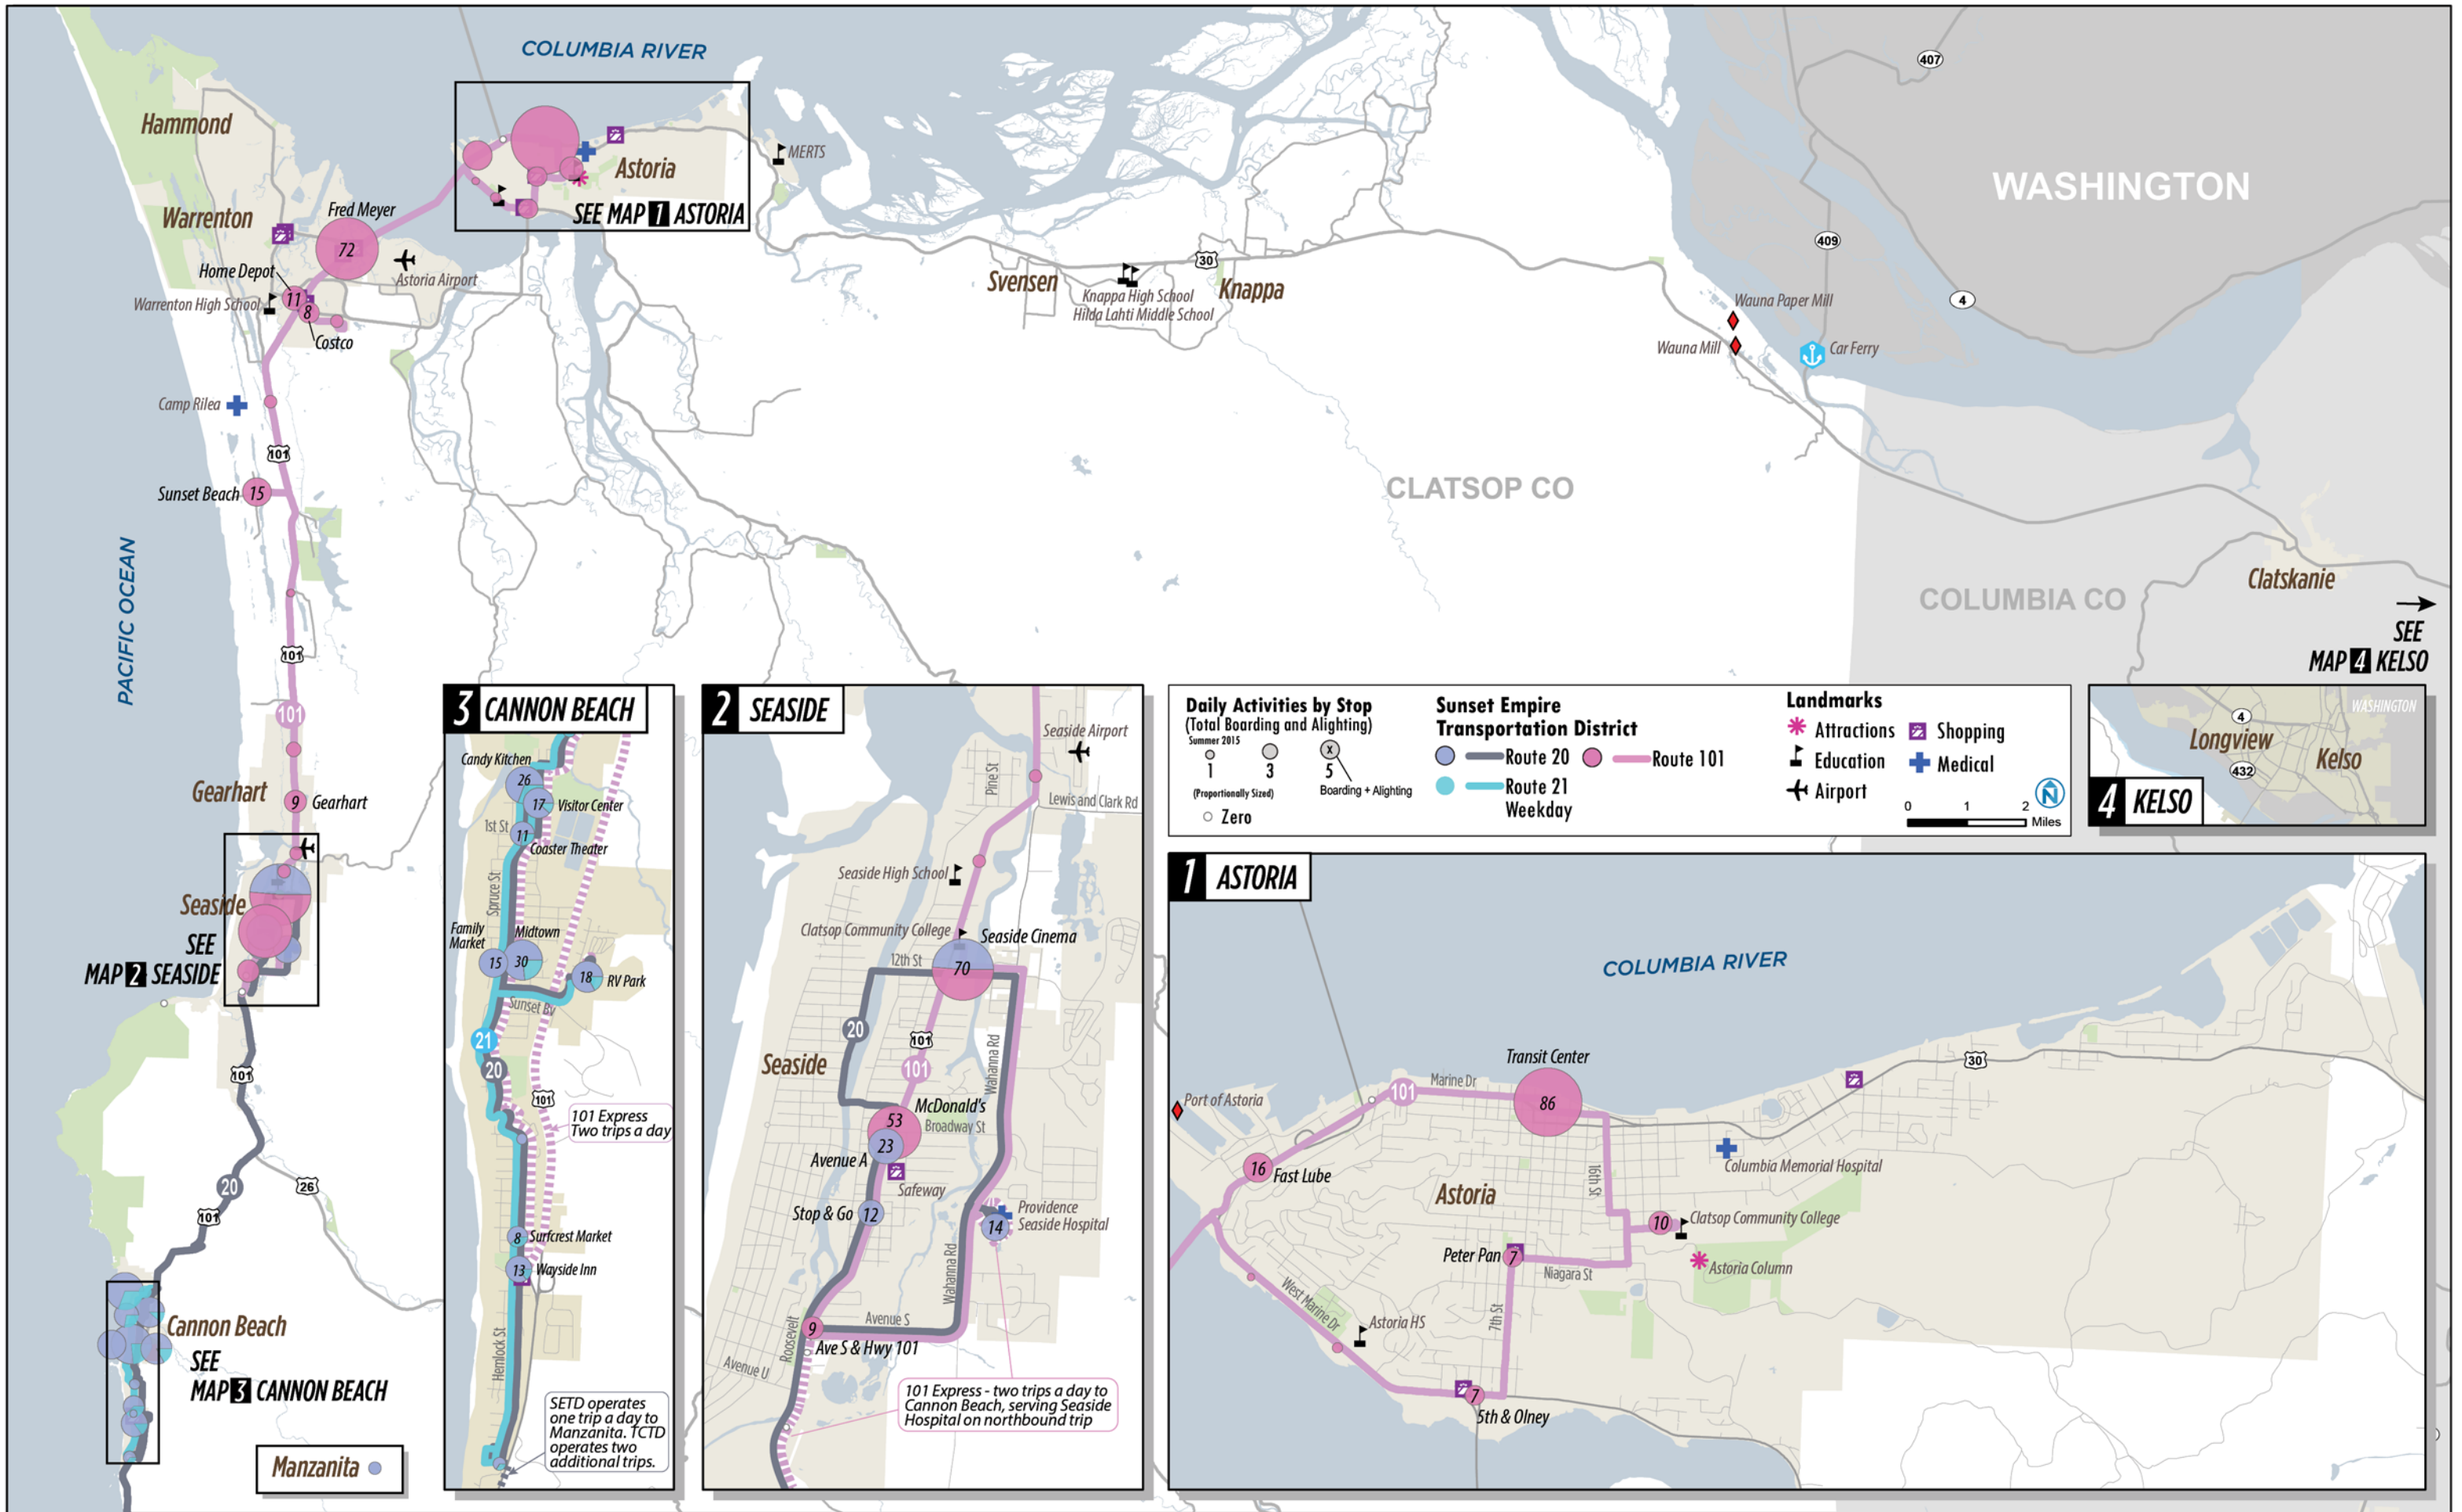 COLUMBIA RIVER
407
Hammond
MERTS
Astoria
WASHINGTON
Warrenton
Fred Meyer
SEE MAP 1 ASTORIA
72
409
30
Home Depot
Astoria Airport
Svensen
Knappa High School
Hilda Lahti Middle School
Knappa
Warrenton High School
11
8
Costco
Wauna Paper Mill
4
Wauna Mill
Car Ferry
Camp Rilea
101
Sunset Beach
15
CLATSOP CO
PACIFIC OCEAN
Clatskanie
COLUMBIA CO
SEE
MAP 4 KELSO
101
101
Gearhart
9
Gearhart
Seaside
SEE
MAP 2 SEASIDE
101
20
26
101
Cannon Beach
SEE
MAP 3 CANNON BEACH
Manzanita
3 CANNON BEACH
Candy Kitchen
26
17
Visitor Center
1st St
11
Coaster Theater
Spruce St
Family
Market
Midtown
15
30
18
RV Park
Sunset Bv
21
20
101
101 Express
Two trips a day
8
Surfcrest Market
13
Wayside Inn
Hemlock St
SETD operates
one trip a day to
Manzanita. TCTD
operates two
additional trips.
2 SEASIDE
Seaside Airport
Pine St
Lewis and Clark Rd
Seaside High School
Clatsop Community College
Seaside Cinema
12th St
70
20
101
Wahanna Rd
Seaside
101
McDonald's
53
Broadway St
23
Avenue A
Safeway
Stop & Go
12
Providence
Seaside Hospital
14
Wahanna Rd
Avenue S
Roosevelt
9
Ave S & Hwy 101
Avenue U
101 Express - two trips a day to
Cannon Beach, serving Seaside
Hospital on northbound trip
Daily Activities by Stop
(Total Boarding and Alighting)
Summer 2015
X
1
3
5
(Proportionally Sized)
Boarding + Alighting
Zero
Sunset Empire
Transportation District
Route 20
Route 101
Route 21
Weekday
Landmarks
Attractions
Shopping
Education
Medical
Airport
N
0
1
2
Miles
WASHINGTON
4
Longview
Kelso
432
4 KELSO
1 ASTORIA
COLUMBIA RIVER
Transit Center
30
Port of Astoria
101
Marine Dr
86
16
Fast Lube
16th St
Columbia Memorial Hospital
Astoria
10
Clatsop Community College
Peter Pan
7
Niagara St
Astoria Column
West Marine Dr
Astoria HS
7th St
7
5th & Olney